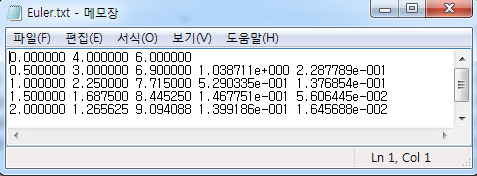 Euler.txt - 메모장
파일(F) 편집(E) 서식(O) 보기(V) 도움말(H)
0.000000 4.000000 6.000000
0.500000 3.000000 6.900000 1.038711e+000 2.287789e-001
1.000000 2.250000 7.715000 5.290335e-001 1.376854e-001
1.500000 1.687500 8.445250 1.467751e-001 5.606445e-002
2.000000 1.265625 9.094088 1.399186e-001 1.645688e-002
Ln 1, Col 1